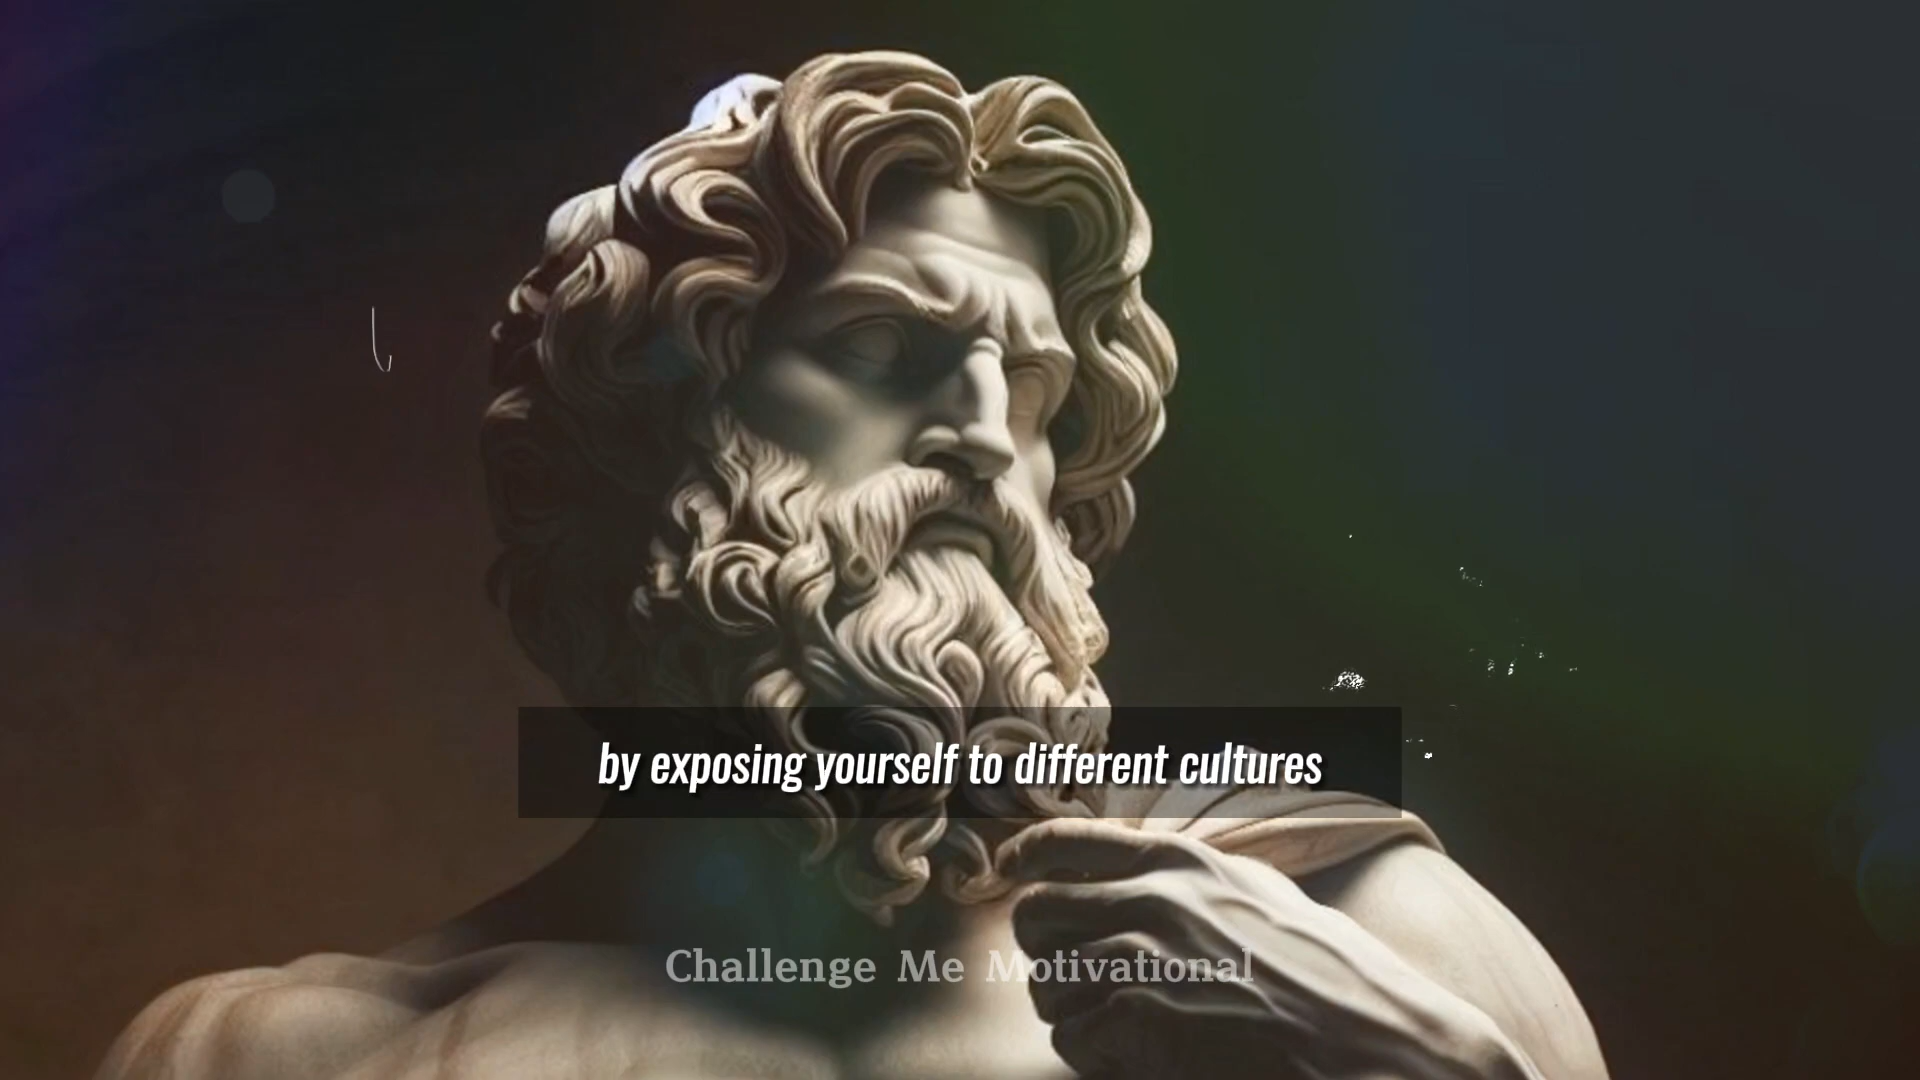 by exposing yourself to different cultures
Challenge Me Motivational